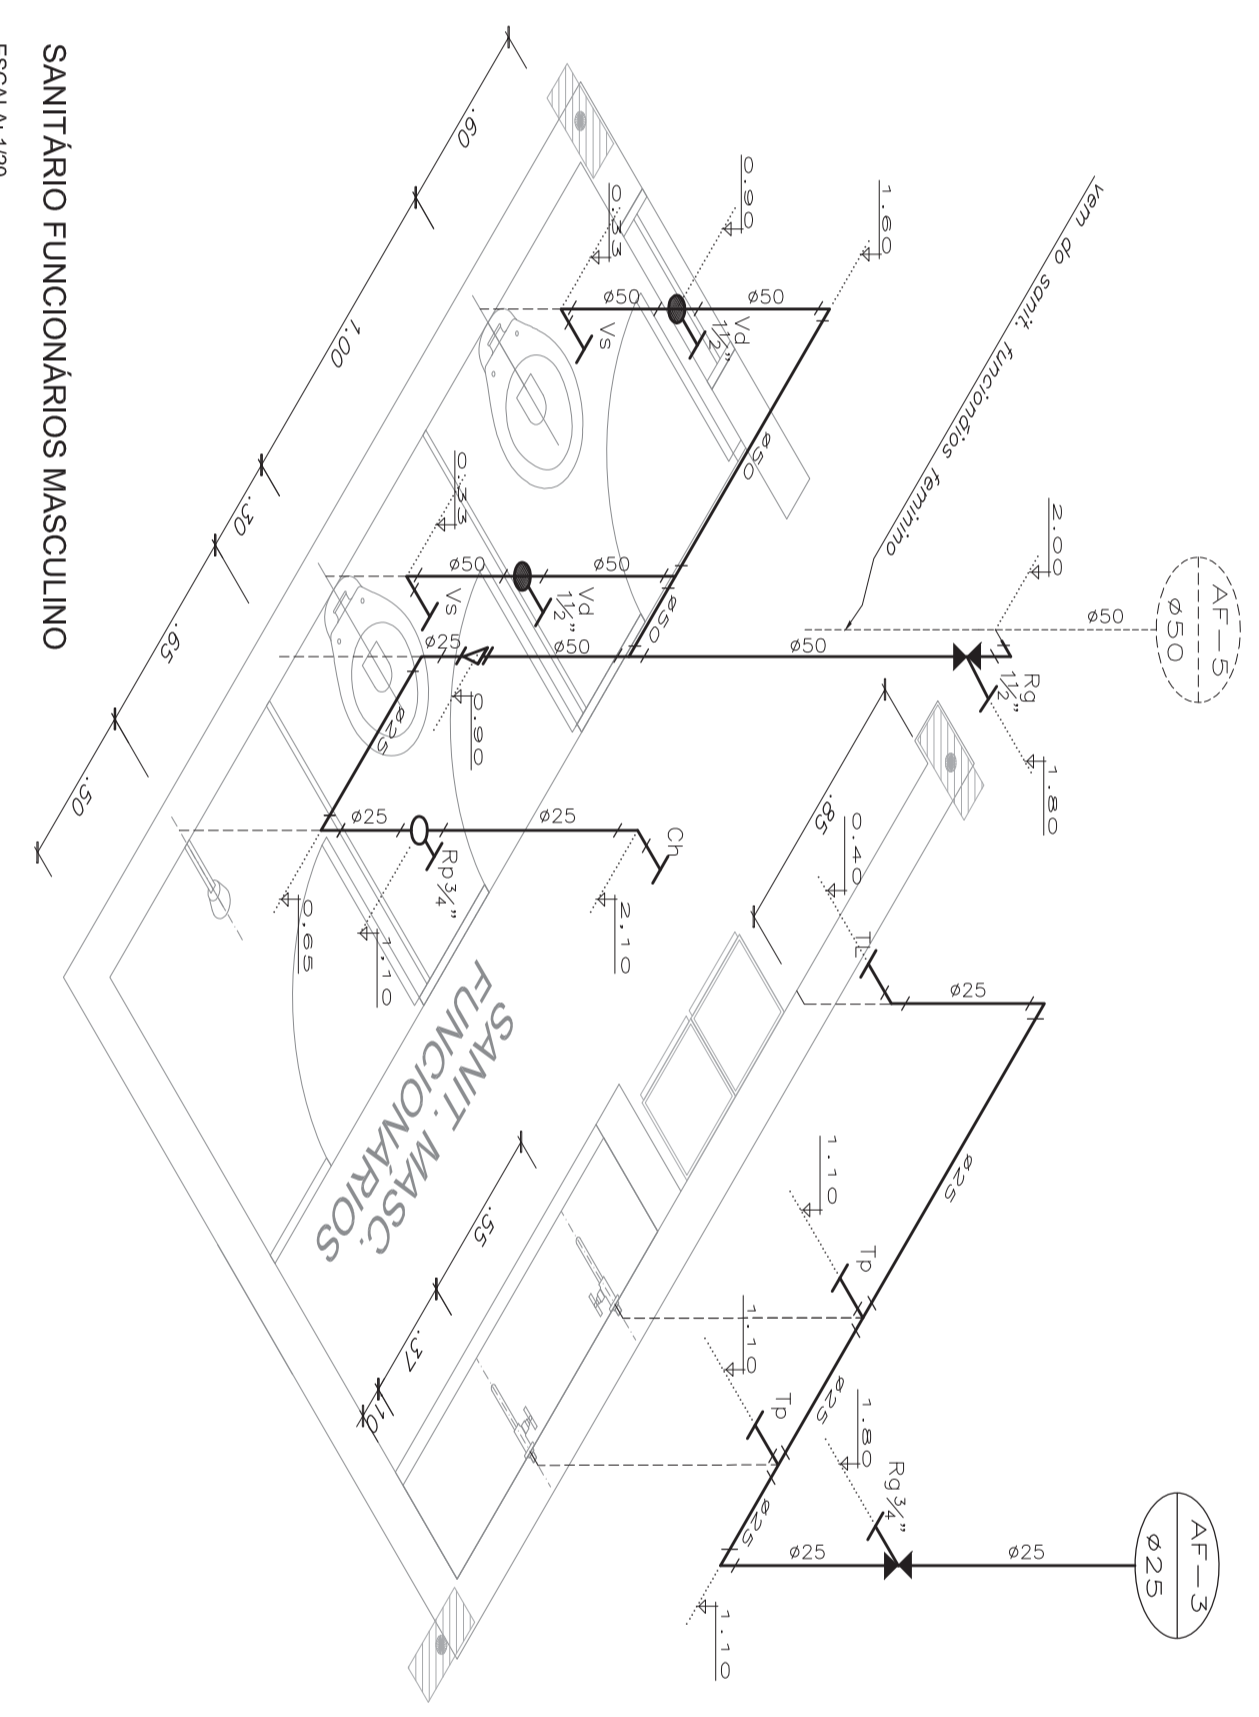 AF-5
ø50
ø50
vem do sanit. funcionários feminino
2.00
Rg
1½"
1.80
ø50
1.60
0.90
0.33
ø50
ø50
Vd
1½"
Vs
ø50
0.33
ø50
ø50
Vd
1½"
Vs
ø50
ø50
ø25
0.90
ø25
ø25
ø25
Ch
Rp¾"
2.10
1.10
0.65
.85
0.40
TL
ø25
ø25
1.10
Tp
ø25
1.10
Tp
ø25
1.80
Rg¾"
ø25
ø25
1.10
AF-3
ø25
SANIT. MASC.
FUNCIONÁRIOS
.60
1.00
.30
.65
.50
.55
.37
.10
SANITÁRIO FUNCIONÁRIOS MASCULINO